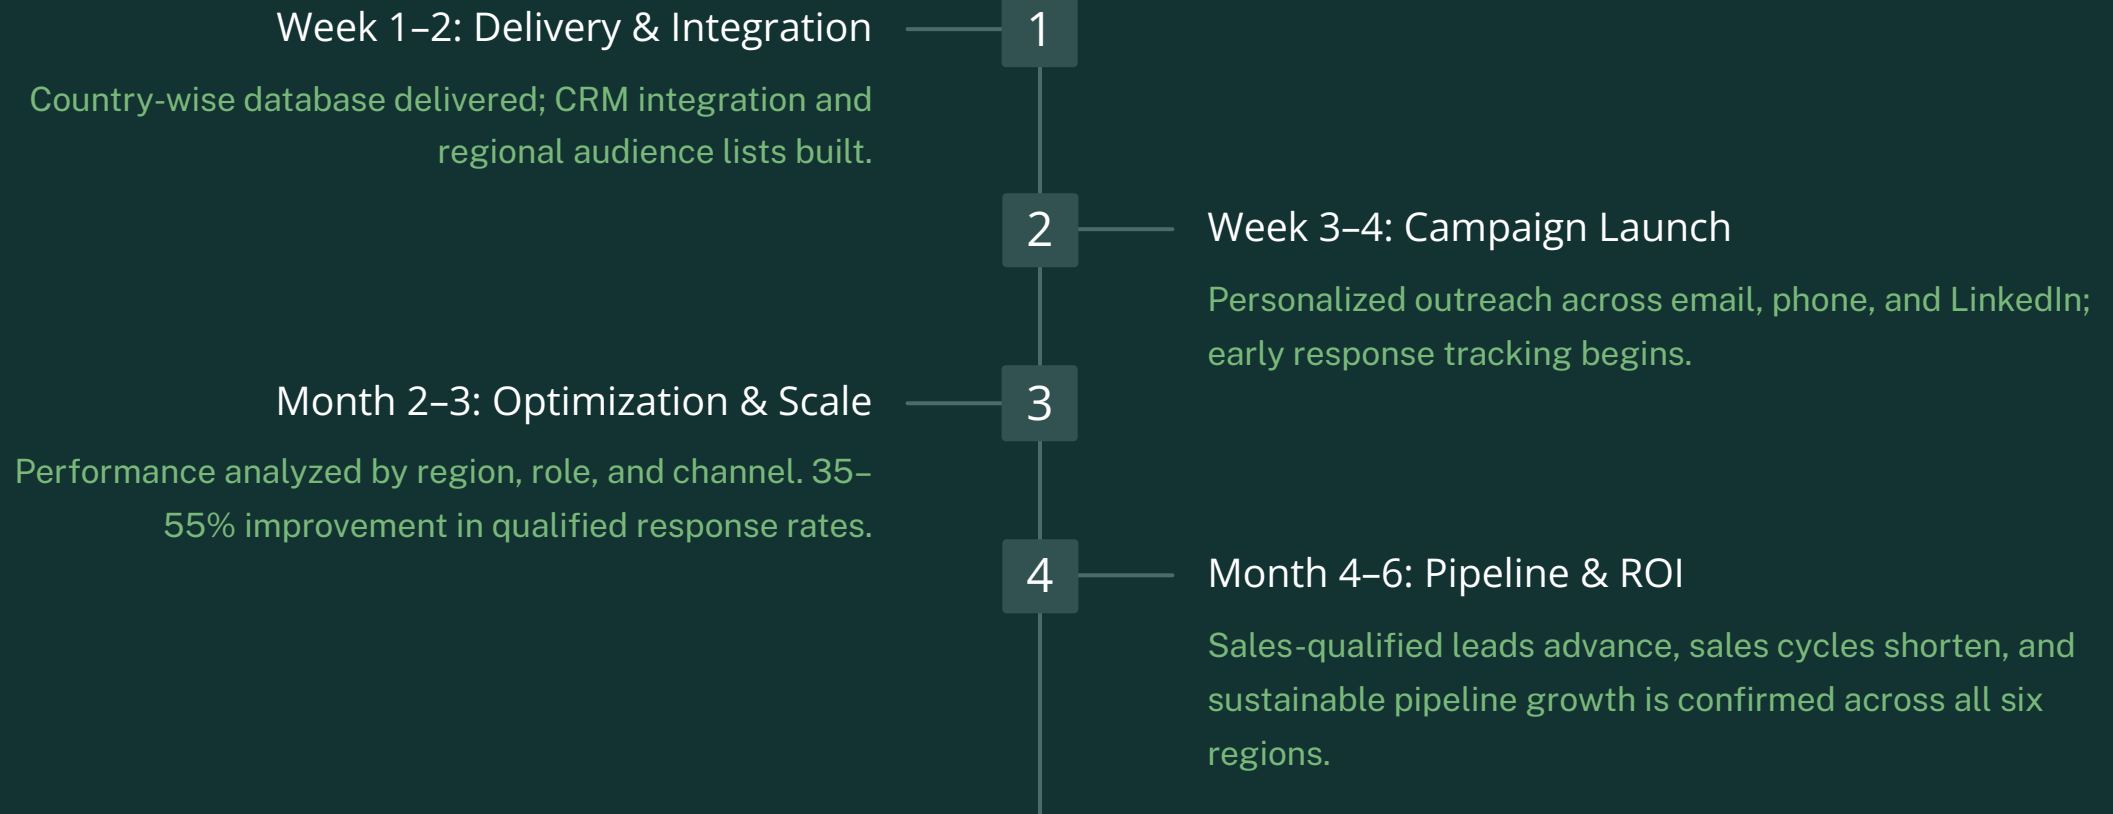 Week 1–2: Delivery & Integration
1
Country-wise database delivered; CRM integration and
regional audience lists built.
2
Week 3–4: Campaign Launch
Personalized outreach across email, phone, and LinkedIn;
early response tracking begins.
Month 2–3: Optimization & Scale
3
Performance analyzed by region, role, and channel. 35–
55% improvement in qualified response rates.
4
Month 4–6: Pipeline & ROI
Sales-qualified leads advance, sales cycles shorten, and
sustainable pipeline growth is confirmed across all six
regions.